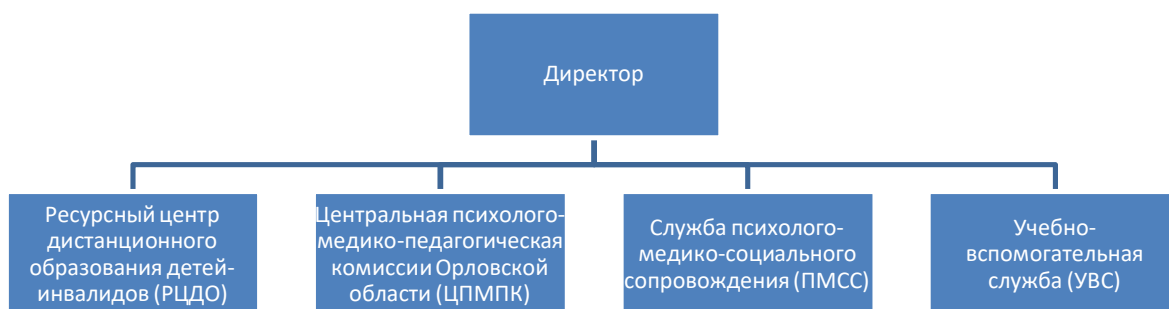 Директор
Ресурсный центр
дистанционного
образования детей-
инвалидов (РЦДО)
Центральная психолого-
медико-педагогическая
комиссии Орловской
области (ЦПМПК)
Служба психолого-
медико-социального
сопровождения (ПМСС)
Учебно-
вспомогательная
служба (УВС)